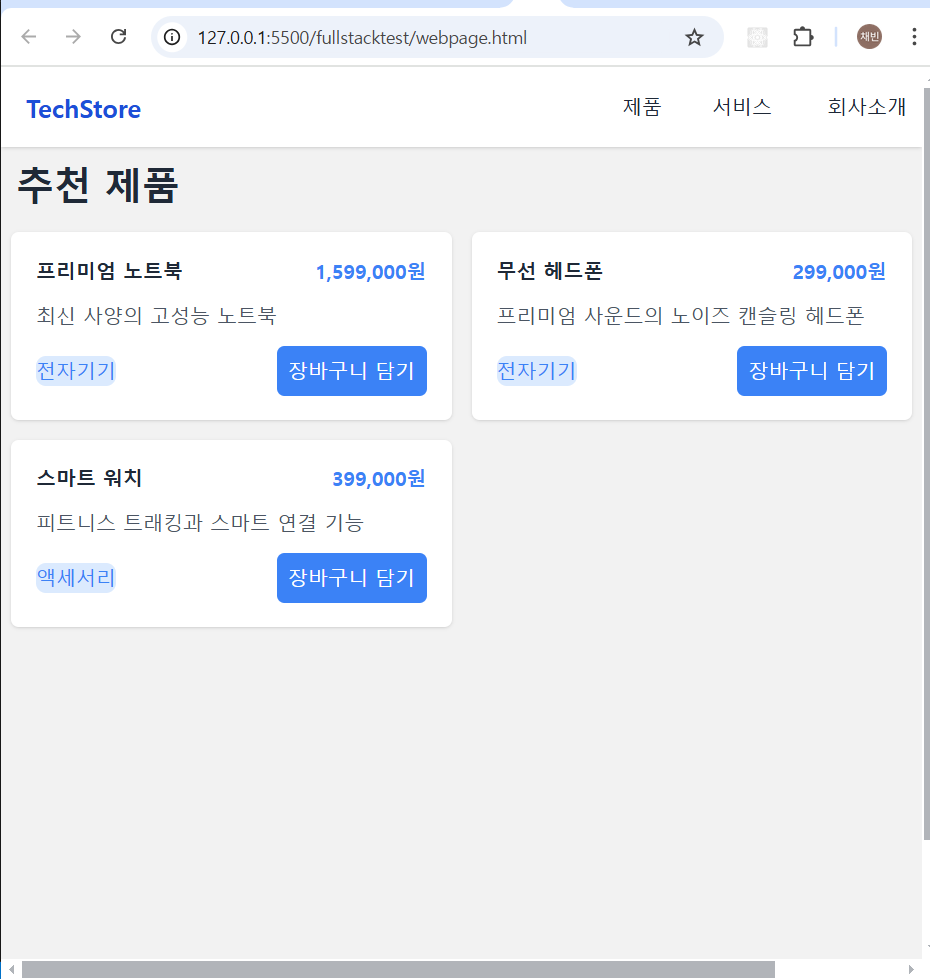 127.0.0.1:5500/fullstacktest/webpage.html
채빈
TechStore 제품 서비스 회사소개
추천 제품
프리미엄 노트북 1,599,000원
최신 사양의 고성능 노트북
전자기기 장바구니 담기
무선 헤드폰 299,000원
프리미엄 사운드의 노이즈 캔슬링 헤드폰
전자기기 장바구니 담기
스마트 워치 399,000원
피트니스 트래킹과 스마트 연결 기능
액세서리 장바구니 담기